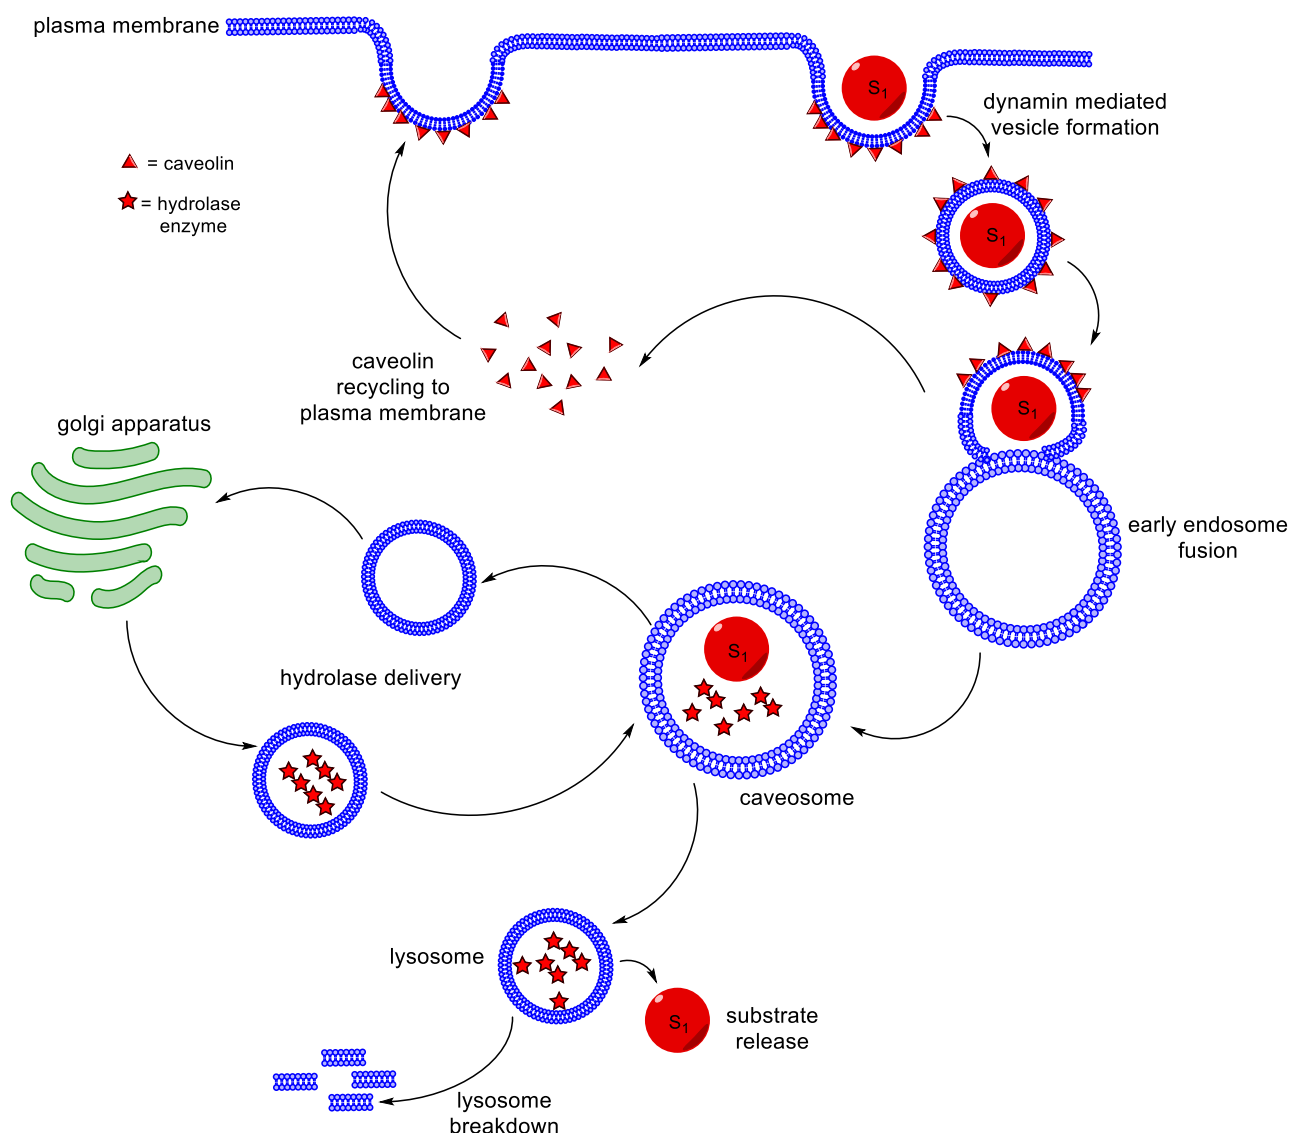 plasma membrane
S1
dynamin mediated
vesicle formation
= caveolin
= hydrolase
enzyme
S1
caveolin
recycling to
plasma membrane
S1
golgi apparatus
early endosome
fusion
S1
hydrolase delivery
caveosome
lysosome
S1
substrate
release
lysosome
breakdown